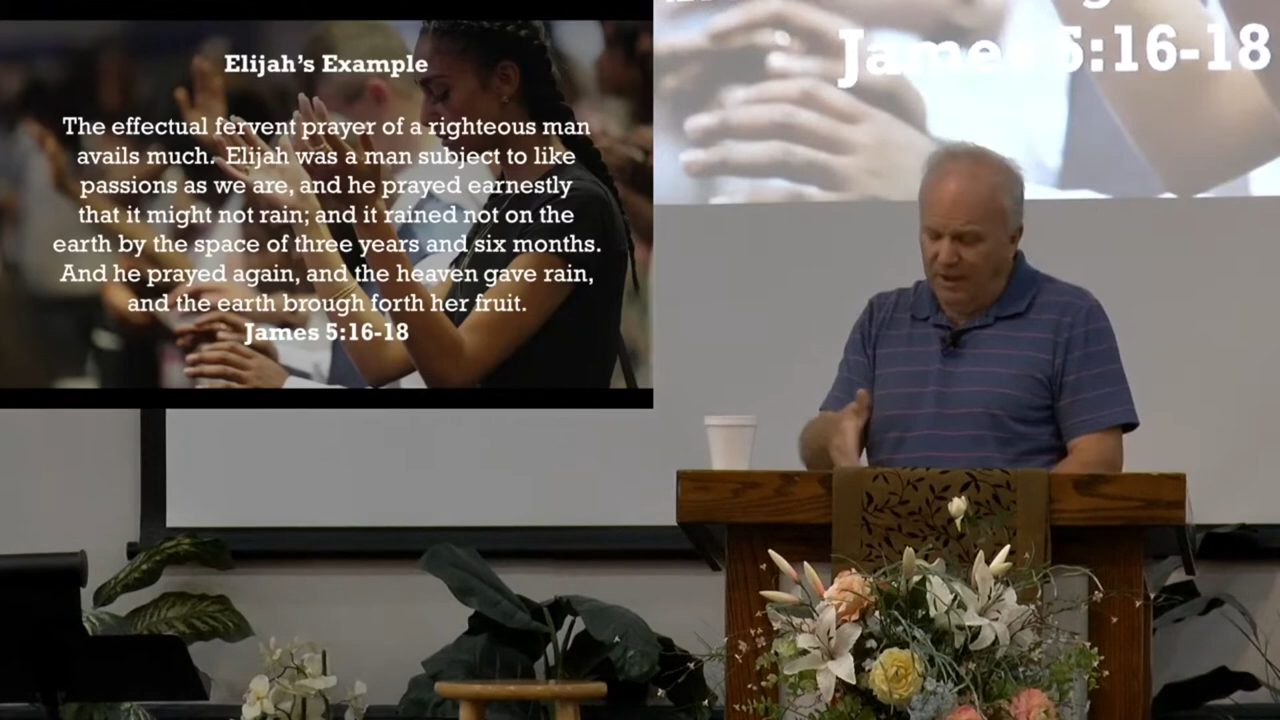 Elijah’s Example
The effectual fervent prayer of a righteous man
avails much. Elijah was a man subject to like
passions as we are, and he prayed earnestly
that it might not rain; and it rained not on the
earth by the space of three years and six months.
And he prayed again, and the heaven gave rain,
and the earth brough forth her fruit.
James 5:16-18
James 5:16-18